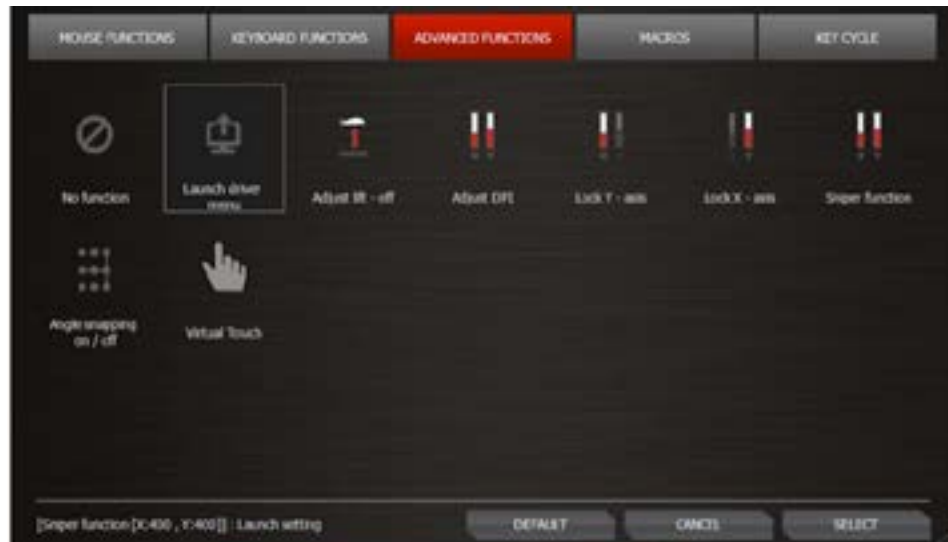 MOUSE FUNCTIONS
KEYBOARD FUNCTIONS
ADVANCED FUNCTIONS
MACROS
KEY CYCLE
No function
Launch driver
menu
Adjust lift - off
Adjust DPI
Lock Y - axis
Lock X - axis
Sniper function
Angle snapping
on / off
Virtual Touch
[Sniper function [X:400 , Y:400]] : Launch setting
DEFAULT
CANCEL
SELECT